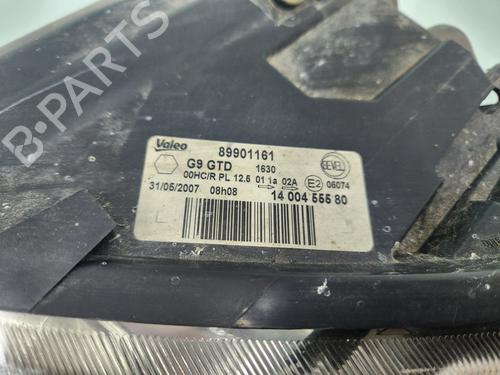 B-PARTS
Valeo 89901161
G9 GTD 1630
00HC/R PL 12.5 01 1a 02A E2 06074
31/05/2007 08h08 14 004 555 80